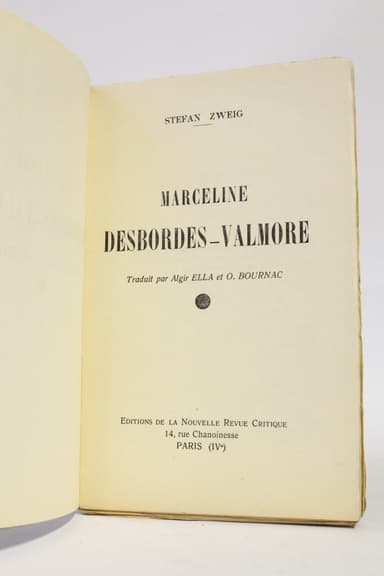 STEFAN ZWEIG
MARCELINE
DESBORDES-VALMORE
Traduit par Algir ELLA et O. BOURNAC
EDITIONS DE LA NOUVELLE REVUE CRITIQUE
14, rue Chanoinesse
PARIS (IVe)